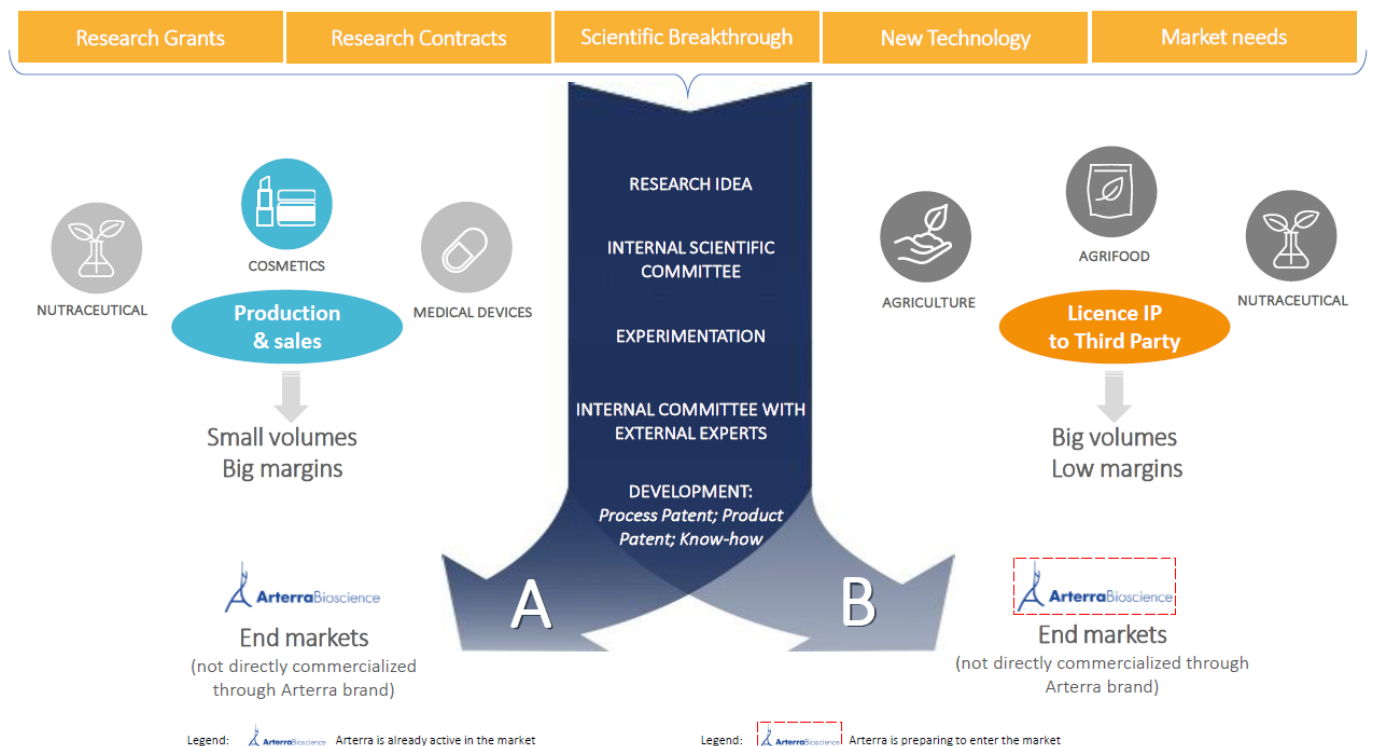 Research Grants
Research Contracts
Scientific Breakthrough
New Technology
Market needs
RESEARCH IDEA
INTERNAL SCIENTIFIC
COMMITTEE
EXPERIMENTATION
INTERNAL COMMITTEE WITH
EXTERNAL EXPERTS
DEVELOPMENT:
Process Patent; Product
Patent; Know-how
NUTRACEUTICAL
COSMETICS
MEDICAL DEVICES
Production
& sales
Small volumes
Big margins
A
ArterraBioscience
End markets
(not directly commercialized
through Arterra brand)
AGRICULTURE
AGRIFOOD
NUTRACEUTICAL
Licence IP
to Third Party
Big volumes
Low margins
B
ArterraBioscience
End markets
(not directly commercialized through
Arterra brand)
Legend: ArterraBioscience Arterra is already active in the market
Legend: ArterraBioscience Arterra is preparing to enter the market